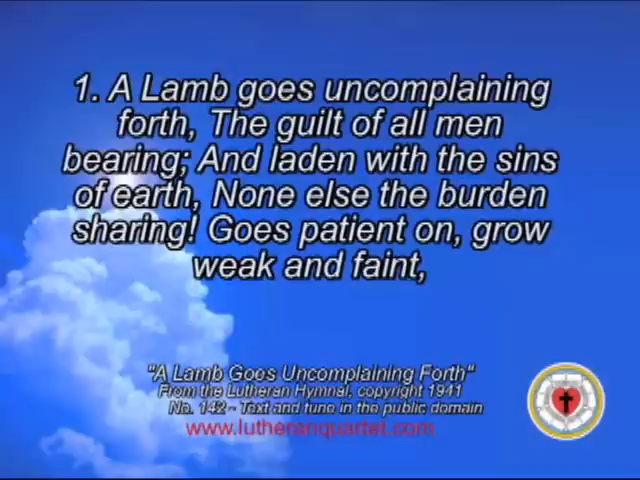 1. A Lamb goes uncomplaining
forth, The guilt of all men
bearing; And laden with the sins
of earth, None else the burden
sharing! Goes patient on, grow
weak and faint,
"A Lamb Goes Uncomplaining Forth"
From the Lutheran Hymnal, copyright 1941
No. 142 - Text and tune in the public domain
www.lutheranquartet.com